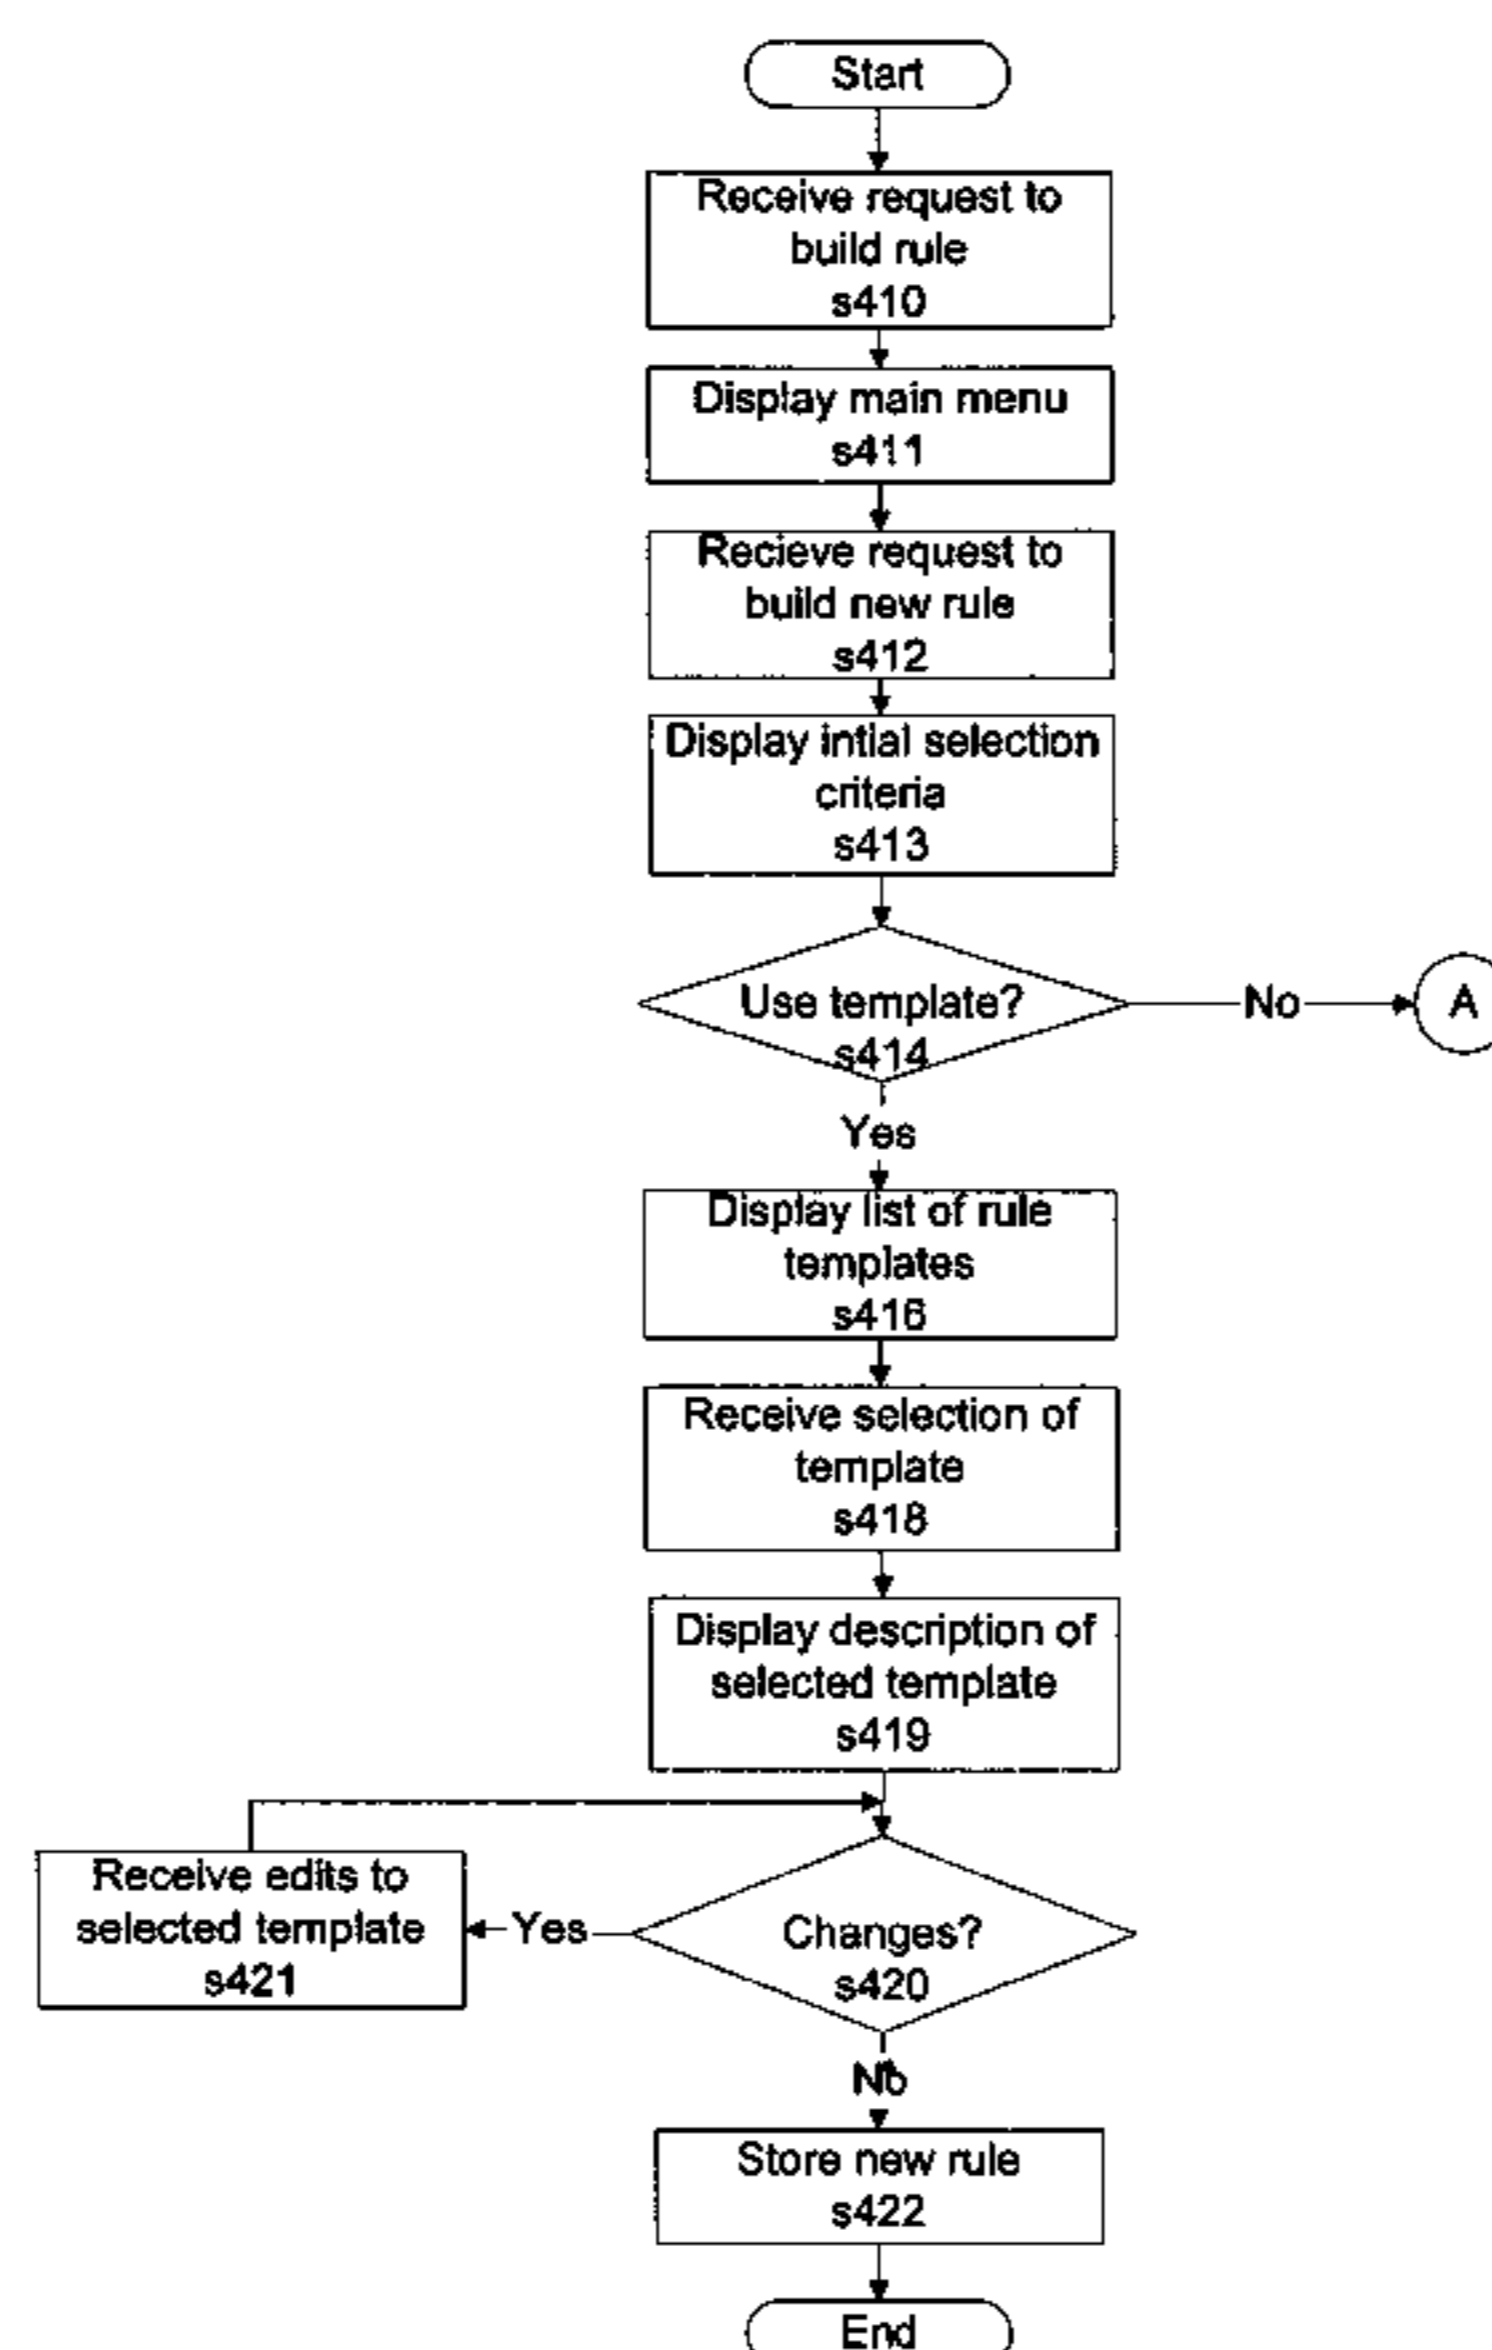 Start
Receive request to
build rule
s410
Display main menu
s411
Recieve request to
build new rule
s412
Display intial selection
criteria
s413
Use template?
s414
No
A
Yes
Display list of rule
templates
s416
Receive selection of
template
s418
Display description of
selected template
s419
Receive edits to
selected template
s421
Yes
Changes?
s420
No
Store new rule
s422
End